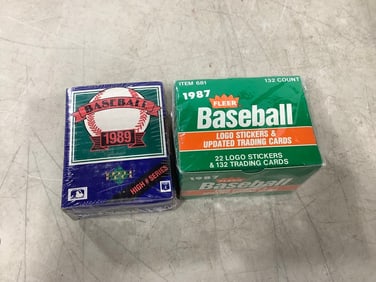 BASEBALL
1989
HIGH # SERIES
ITEM 691
132 COUNT
1987
FLEER
Baseball
LOGO STICKERS &
UPDATED TRADING CARDS
22 LOGO STICKERS
& 132 TRADING CARDS
1987
Baseball